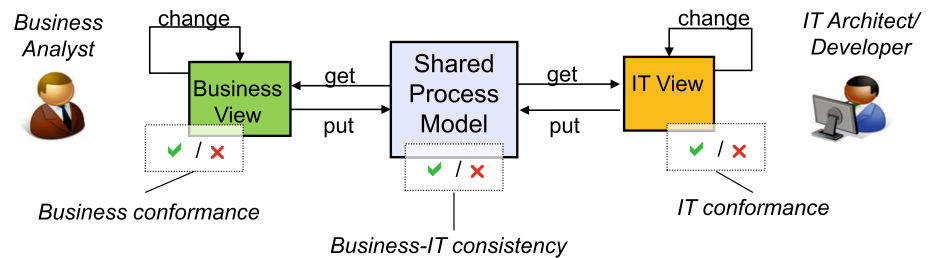 Business
Analyst
change
Business
View
get
put
Shared
Process
Model
get
put
change
IT View
IT Architect/
Developer
/
/
/
Business conformance
Business-IT consistency
IT conformance